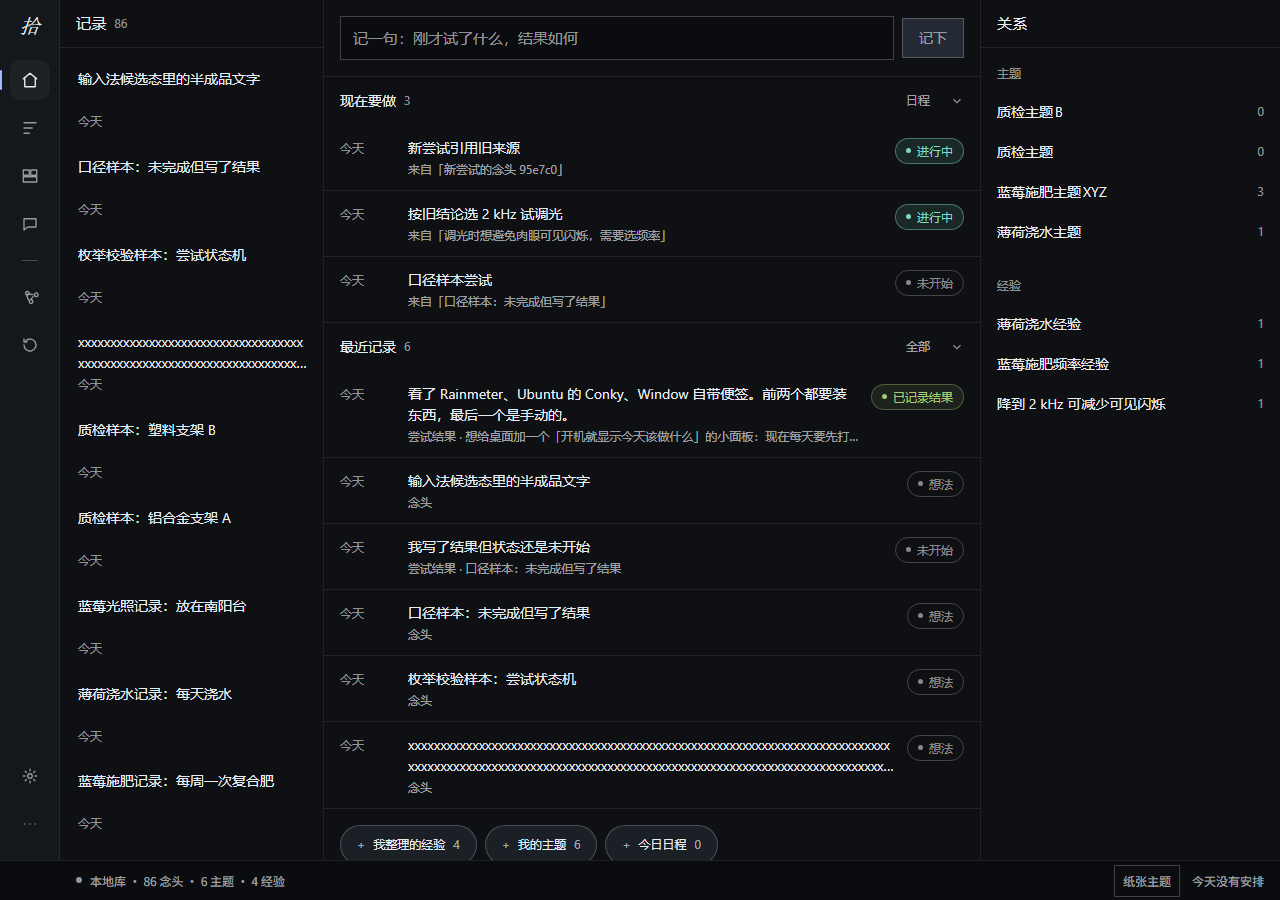 拾
记录 86
输入法候选态里的半成品文字
今天
口径样本：未完成但写了结果
今天
枚举校验样本：尝试状态机
今天
今天
质检样本：塑料支架 B
今天
质检样本：铝合金支架 A
今天
蓝莓光照记录：放在南阳台
今天
薄荷浇水记录：每天浇水
今天
蓝莓施肥记录：每周一次复合肥
今天
记一句：刚才试了什么，结果如何
记下
现在要做 3
日程
今天
新尝试引用旧来源
来自「新尝试的念头 95e7c0」
进行中
今天
按旧结论选 2 kHz 试调光
来自「调光时想避免肉眼可见闪烁，需要选频率」
进行中
今天
口径样本尝试
来自「口径样本：未完成但写了结果」
未开始
最近记录 6
全部
今天
看了 Rainmeter、Ubuntu 的 Conky、Window 自带便签。前两个都要装
东西，最后一个是手动的。
尝试结果 · 想给桌面加一个「开机就显示今天该做什么」的小面板：现在每天要先打...
已记录结果
今天
输入法候选态里的半成品文字
念头
想法
今天
我写了结果但状态还是未开始
尝试结果 · 口径样本：未完成但写了结果
未开始
今天
口径样本：未完成但写了结果
念头
想法
今天
枚举校验样本：尝试状态机
念头
想法
今天
念头
想法
+ 我整理的经验 4
+ 我的主题 6
+ 今日日程 0
关系
主题
质检主题B 0
质检主题 0
蓝莓施肥主题XYZ 3
薄荷浇水主题 1
经验
薄荷浇水经验 1
蓝莓施肥频率经验 1
降到 2 kHz 可减少可见闪烁 1
本地库 • 86 念头 • 6 主题 • 4 经验
纸张主题
今天没有安排